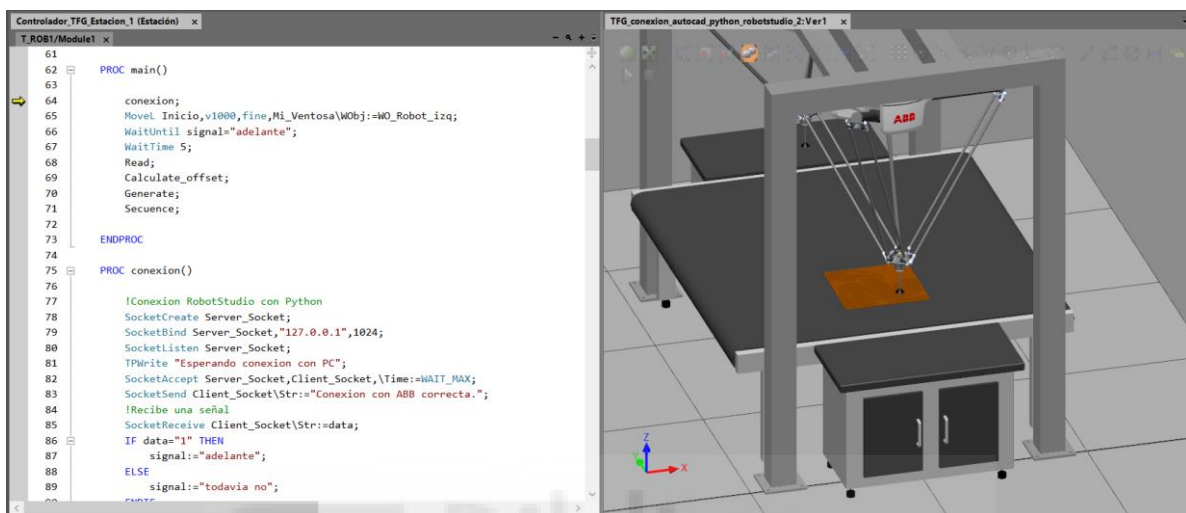 Controlador_TFG_Estacion_1 (Estación) x
T_ROB1/Module1 x
61
62 PROC main()
63
64 conexion;
65 MoveL Inicio,v1000,fine,Mi_Ventosa\WObj:=WO_Robot_izq;
66 WaitUntil signal="adelante";
67 WaitTime 5;
68 Read;
69 Calculate_offset;
70 Generate;
71 Secuence;
72
73 ENDPROC
74
75 PROC conexion()
76
77 !Conexion RobotStudio con Python
78 SocketCreate Server_Socket;
79 SocketBind Server_Socket,"127.0.0.1",1024;
80 SocketListen Server_Socket;
81 TPWrite "Esperando conexion con PC";
82 SocketAccept Server_Socket,Client_Socket,\Time:=WAIT_MAX;
83 SocketSend Client_Socket\Str:="Conexion con ABB correcta.";
84 !Recibe una señal
85 SocketReceive Client_Socket\Str:=data;
86 IF data="1" THEN
87 signal:="adelante";
88 ELSE
89 signal:="todavia no";
TFG_conexion_autocad_python_robotstudio_2:Ver1 x
ABB
Z
Y
X